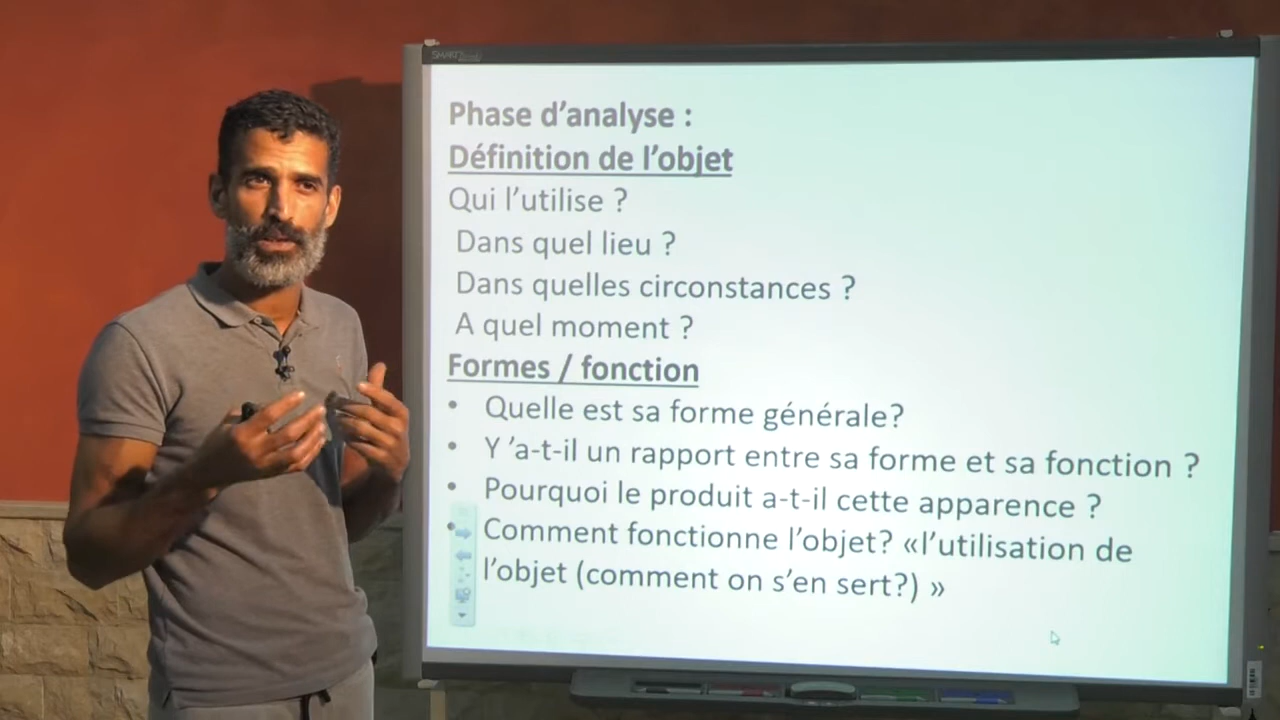 SMART
Phase d’analyse :
Définition de l’objet
Qui l’utilise ?
Dans quel lieu ?
Dans quelles circonstances ?
A quel moment ?
Formes / fonction
• Quelle est sa forme générale?
• Y ’a-t-il un rapport entre sa forme et sa fonction ?
• Pourquoi le produit a-t-il cette apparence ?
• Comment fonctionne l’objet? «l’utilisation de
l’objet (comment on s’en sert?) »